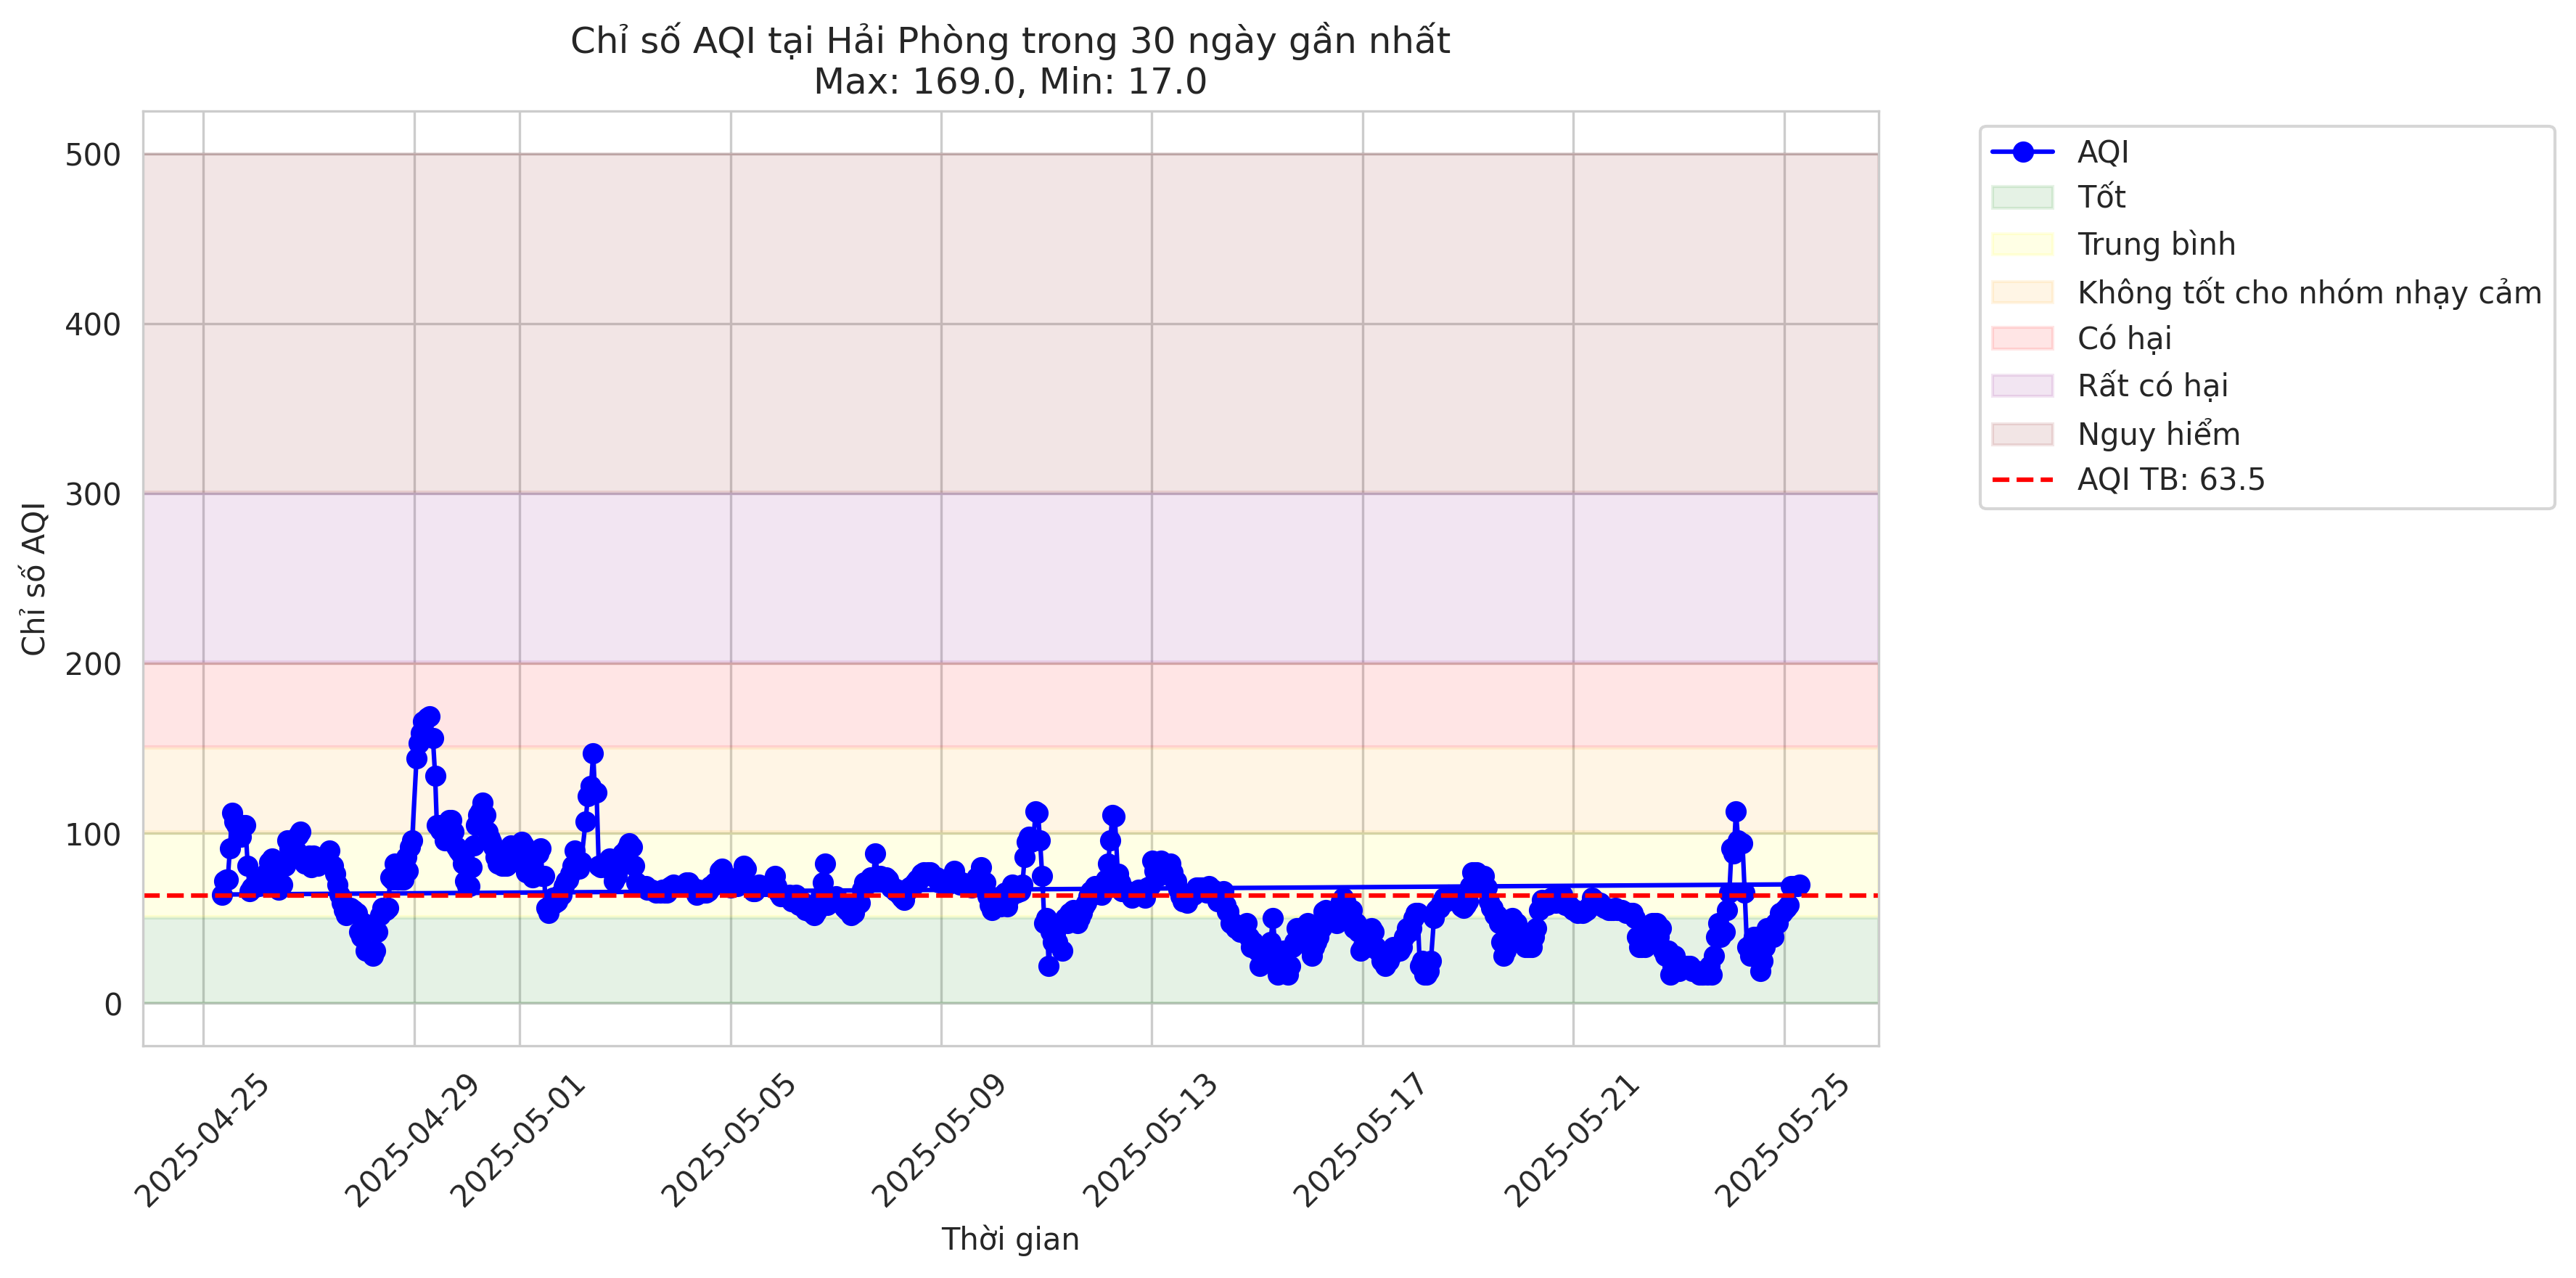 Chỉ số AQI tại Hải Phòng trong 30 ngày gần nhất
Max: 169.0, Min: 17.0
Chỉ số AQI
500
400
300
200
100
0
2025-04-25
2025-04-29
2025-05-01
2025-05-05
2025-05-09
2025-05-13
2025-05-17
2025-05-21
2025-05-25
Thời gian
AQI
Tốt
Trung bình
Không tốt cho nhóm nhạy cảm
Có hại
Rất có hại
Nguy hiểm
AQI TB: 63.5